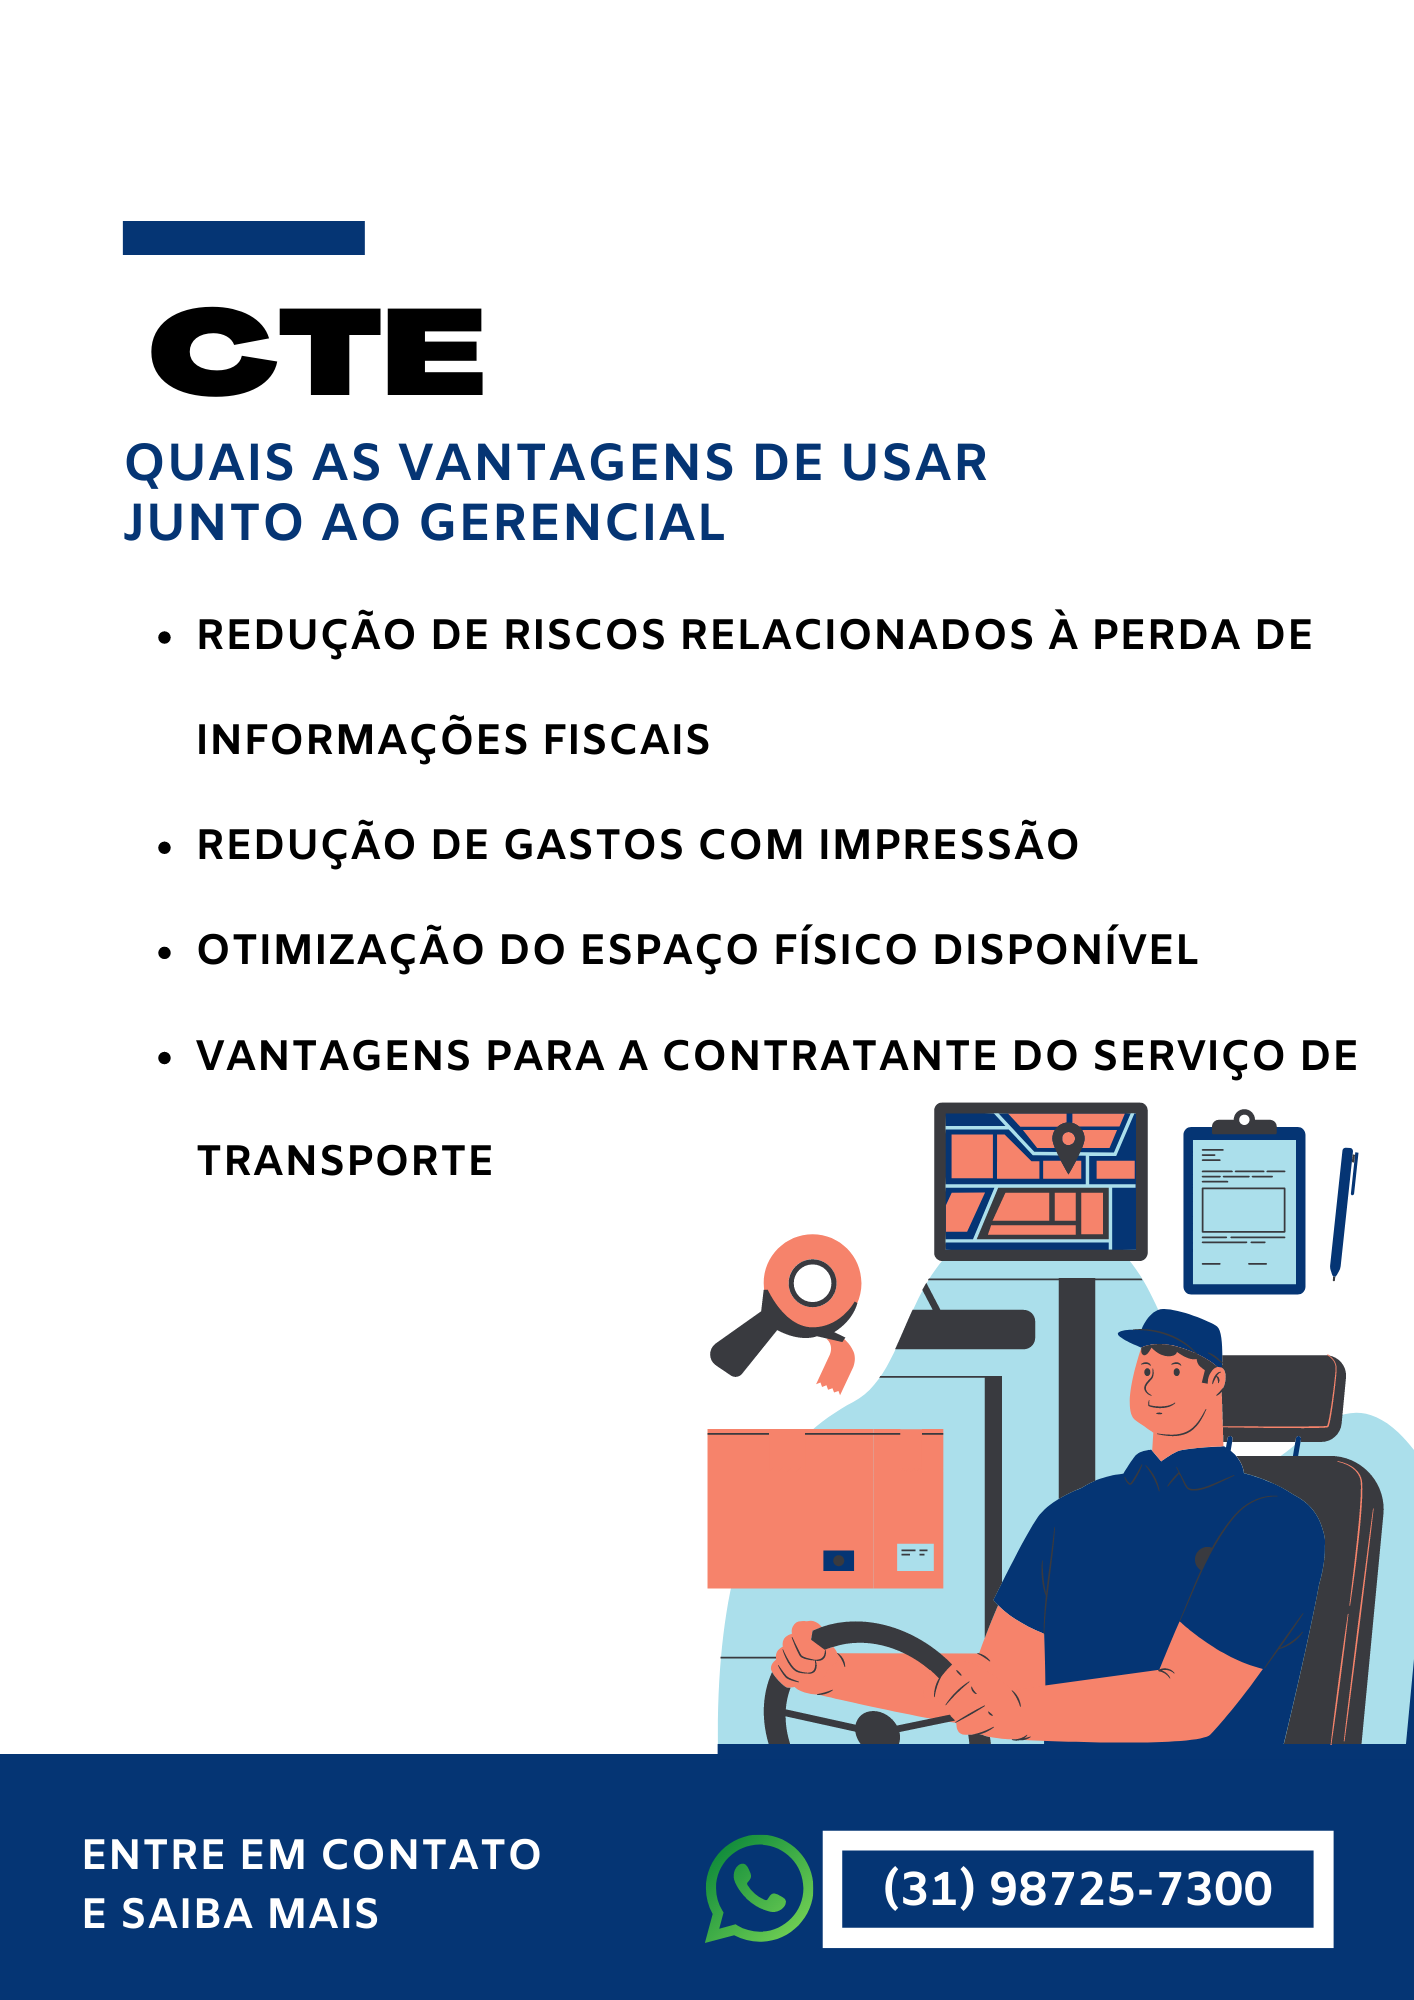 CTE
QUAIS AS VANTAGENS DE USAR
JUNTO AO GERENCIAL
• REDUÇÃO DE RISCOS RELACIONADOS À PERDA DE
INFORMAÇÕES FISCAIS
• REDUÇÃO DE GASTOS COM IMPRESSÃO
• OTIMIZAÇÃO DO ESPAÇO FÍSICO DISPONÍVEL
• VANTAGENS PARA A CONTRATANTE DO SERVIÇO DE
TRANSPORTE
ENTRE EM CONTATO
E SAIBA MAIS
(31) 98725-7300